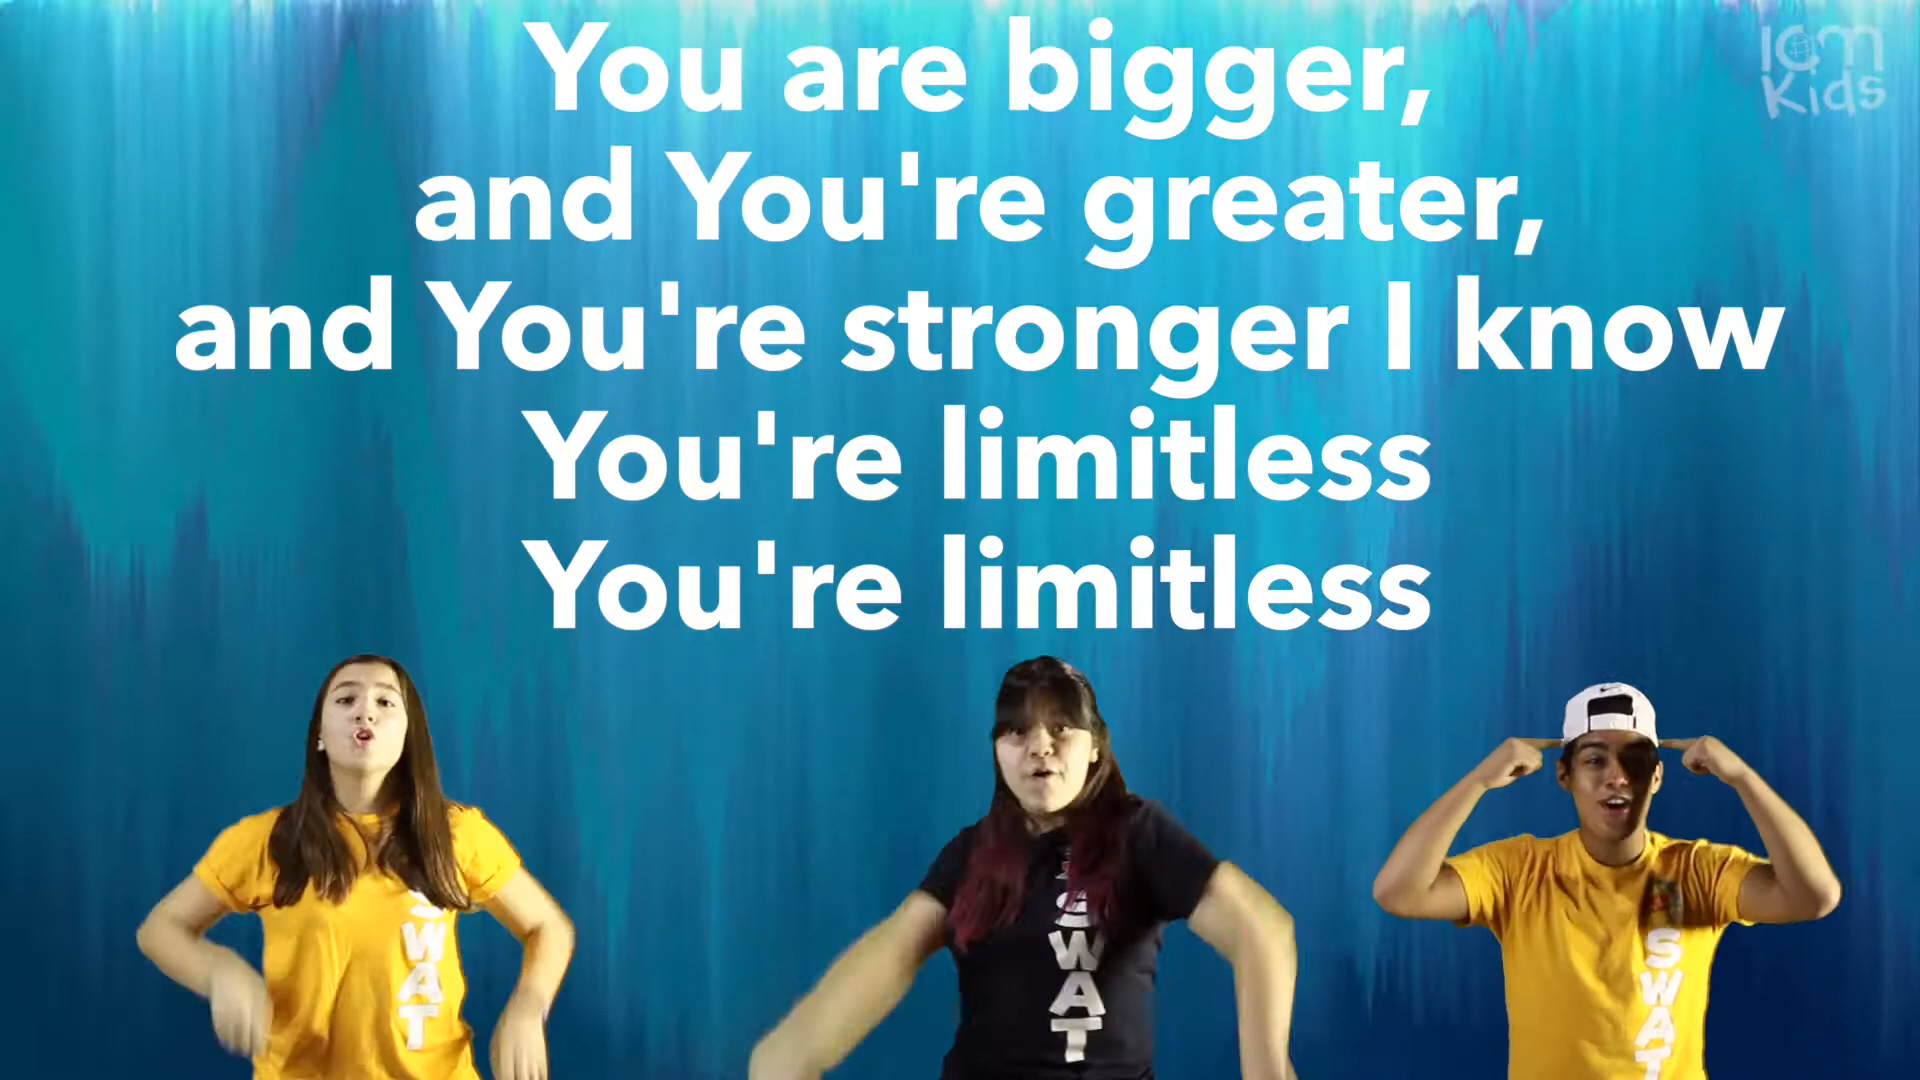 You are bigger,
and You're greater,
and You're stronger I know
You're limitless
You're limitless
ICM
Kids
SWAT
SWAT
SWAT